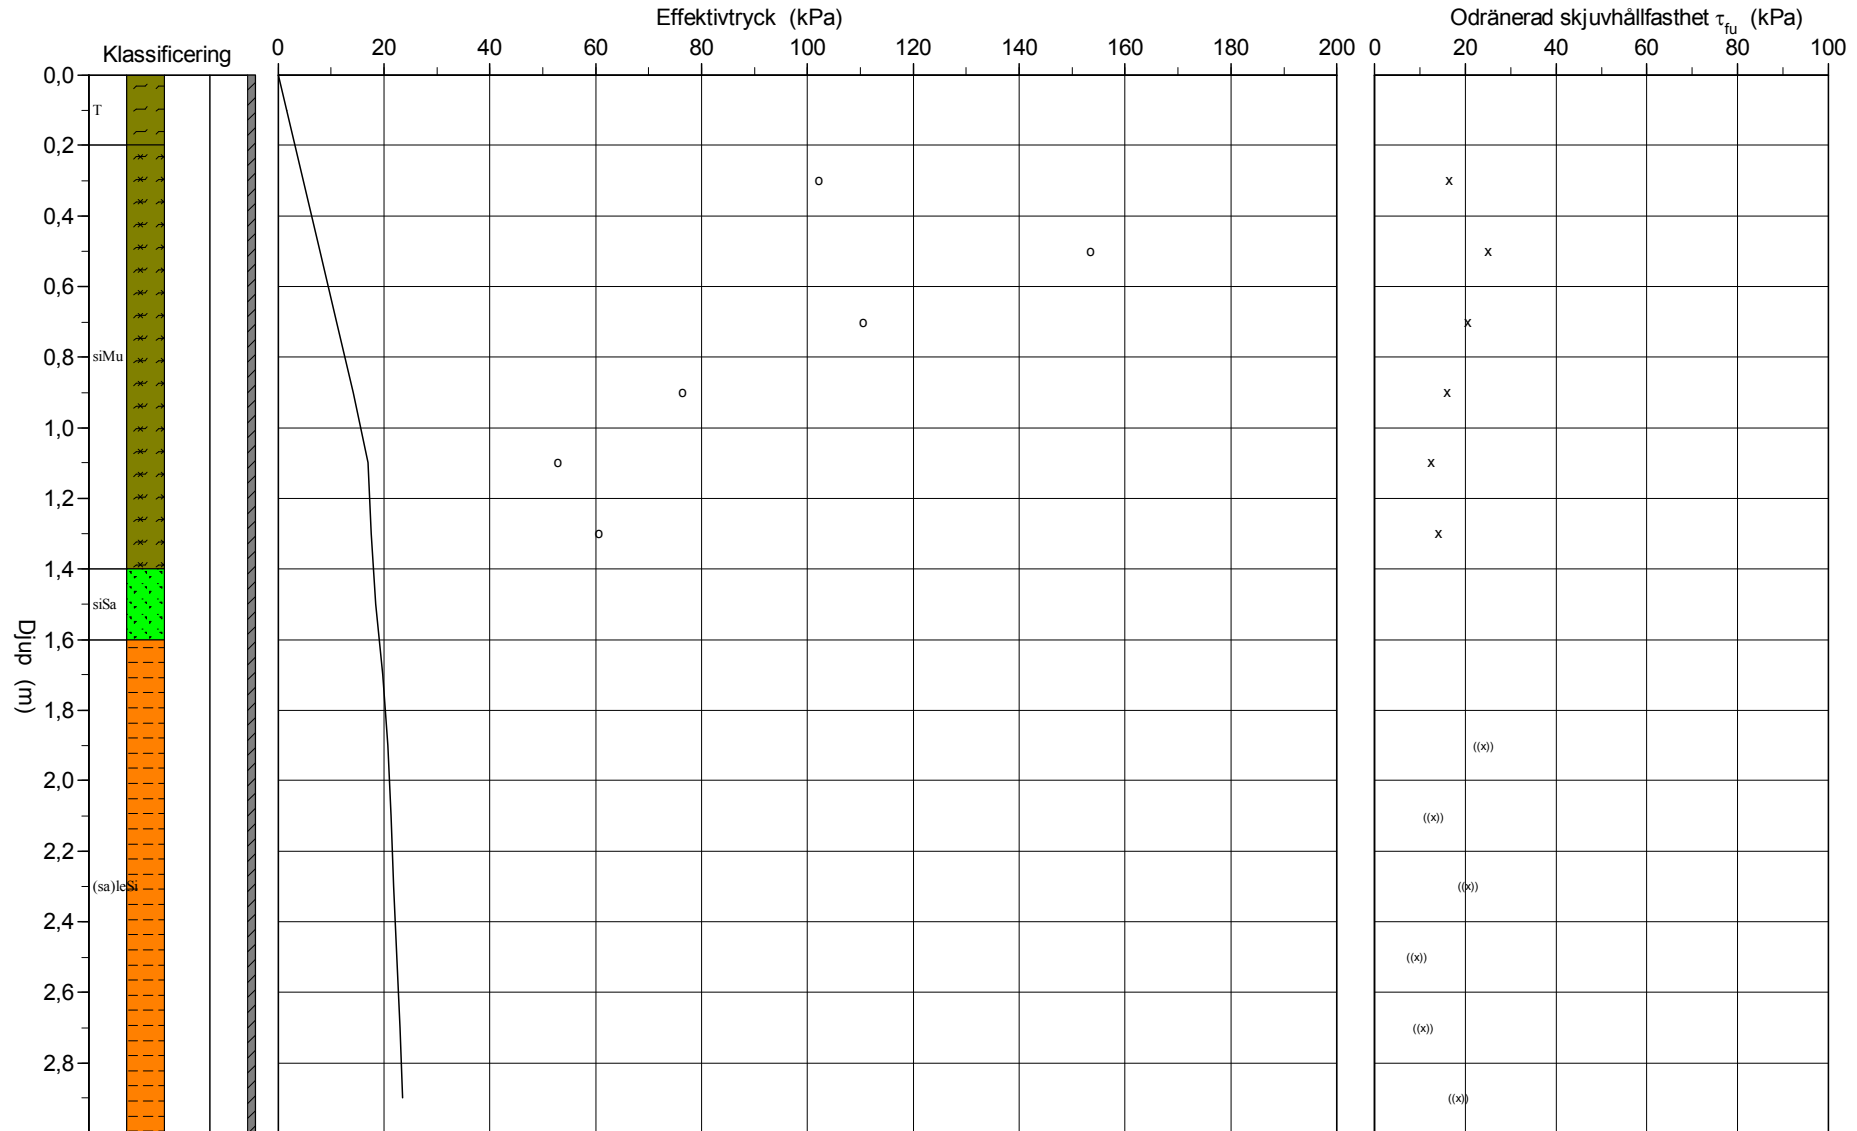 Effektivtryck (kPa)
Odränerad skjuvhållfasthet τfu (kPa)
Klassificering
0 20 40 60 80 100 120 140 160 180 200
0 20 40 60 80 100
0,0
T
0,2
o x
0,4
o x
0,6
o x
0,8
siMu
o x
1,0
o x
1,2
o x
1,4
siSa
1,6
Djup (m)
1,8
((x))
2,0
((x))
2,2
(sa)leSi
((x))
2,4
((x))
2,6
((x))
2,8
((x))